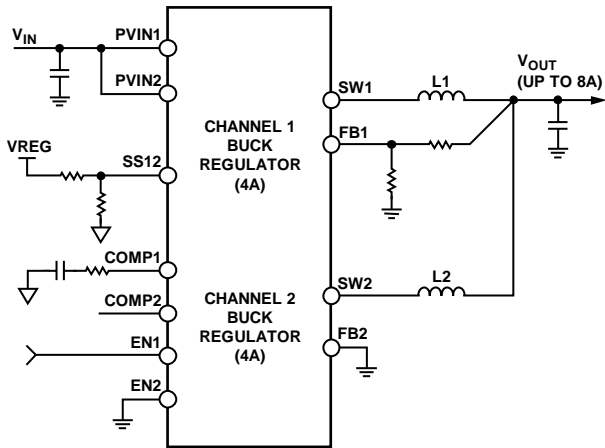 VIN
PVIN1
PVIN2
VREG
SS12
COMP1
COMP2
EN1
EN2
CHANNEL 1
BUCK
REGULATOR
(4A)
CHANNEL 2
BUCK
REGULATOR
(4A)
SW1
L1
FB1
VOUT
(UP TO 8A)
SW2
L2
FB2